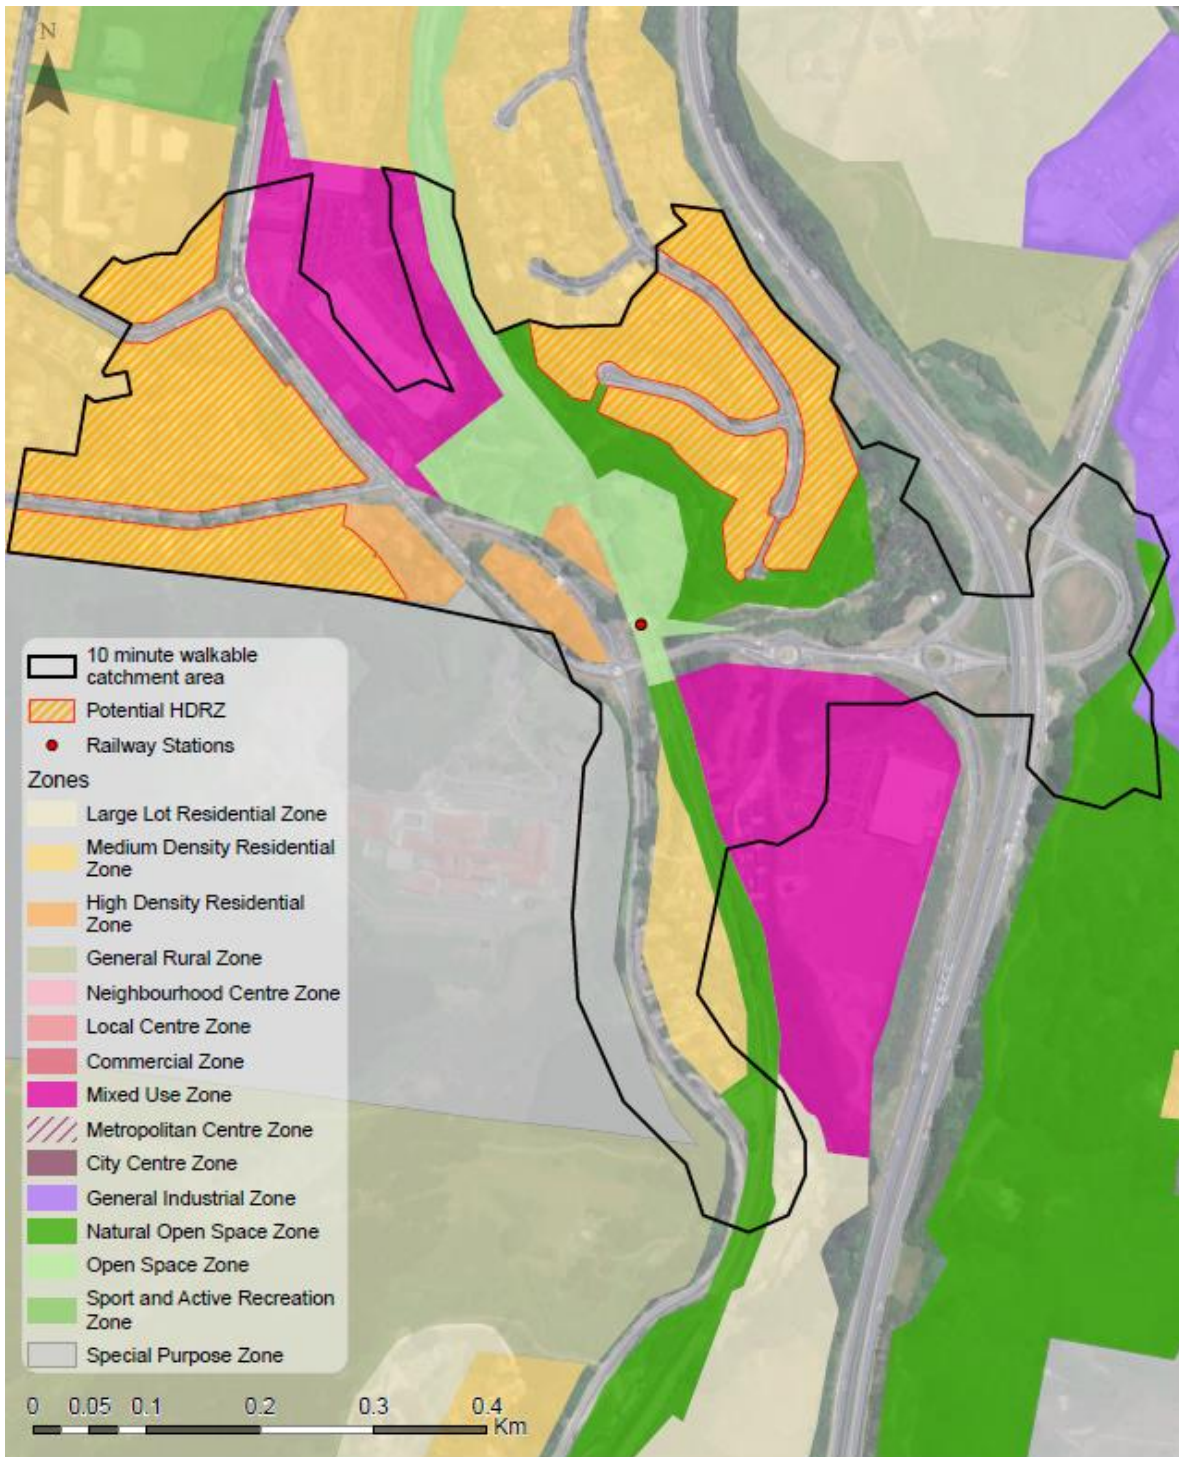 N
10 minute walkable
catchment area
Potential HDRZ
Railway Stations
Zones
Large Lot Residential Zone
Medium Density Residential
Zone
High Density Residential
Zone
General Rural Zone
Neighbourhood Centre Zone
Local Centre Zone
Commercial Zone
Mixed Use Zone
Metropolitan Centre Zone
City Centre Zone
General Industrial Zone
Natural Open Space Zone
Open Space Zone
Sport and Active Recreation
Zone
Special Purpose Zone
0 0.05 0.1 0.2 0.3 0.4
Km